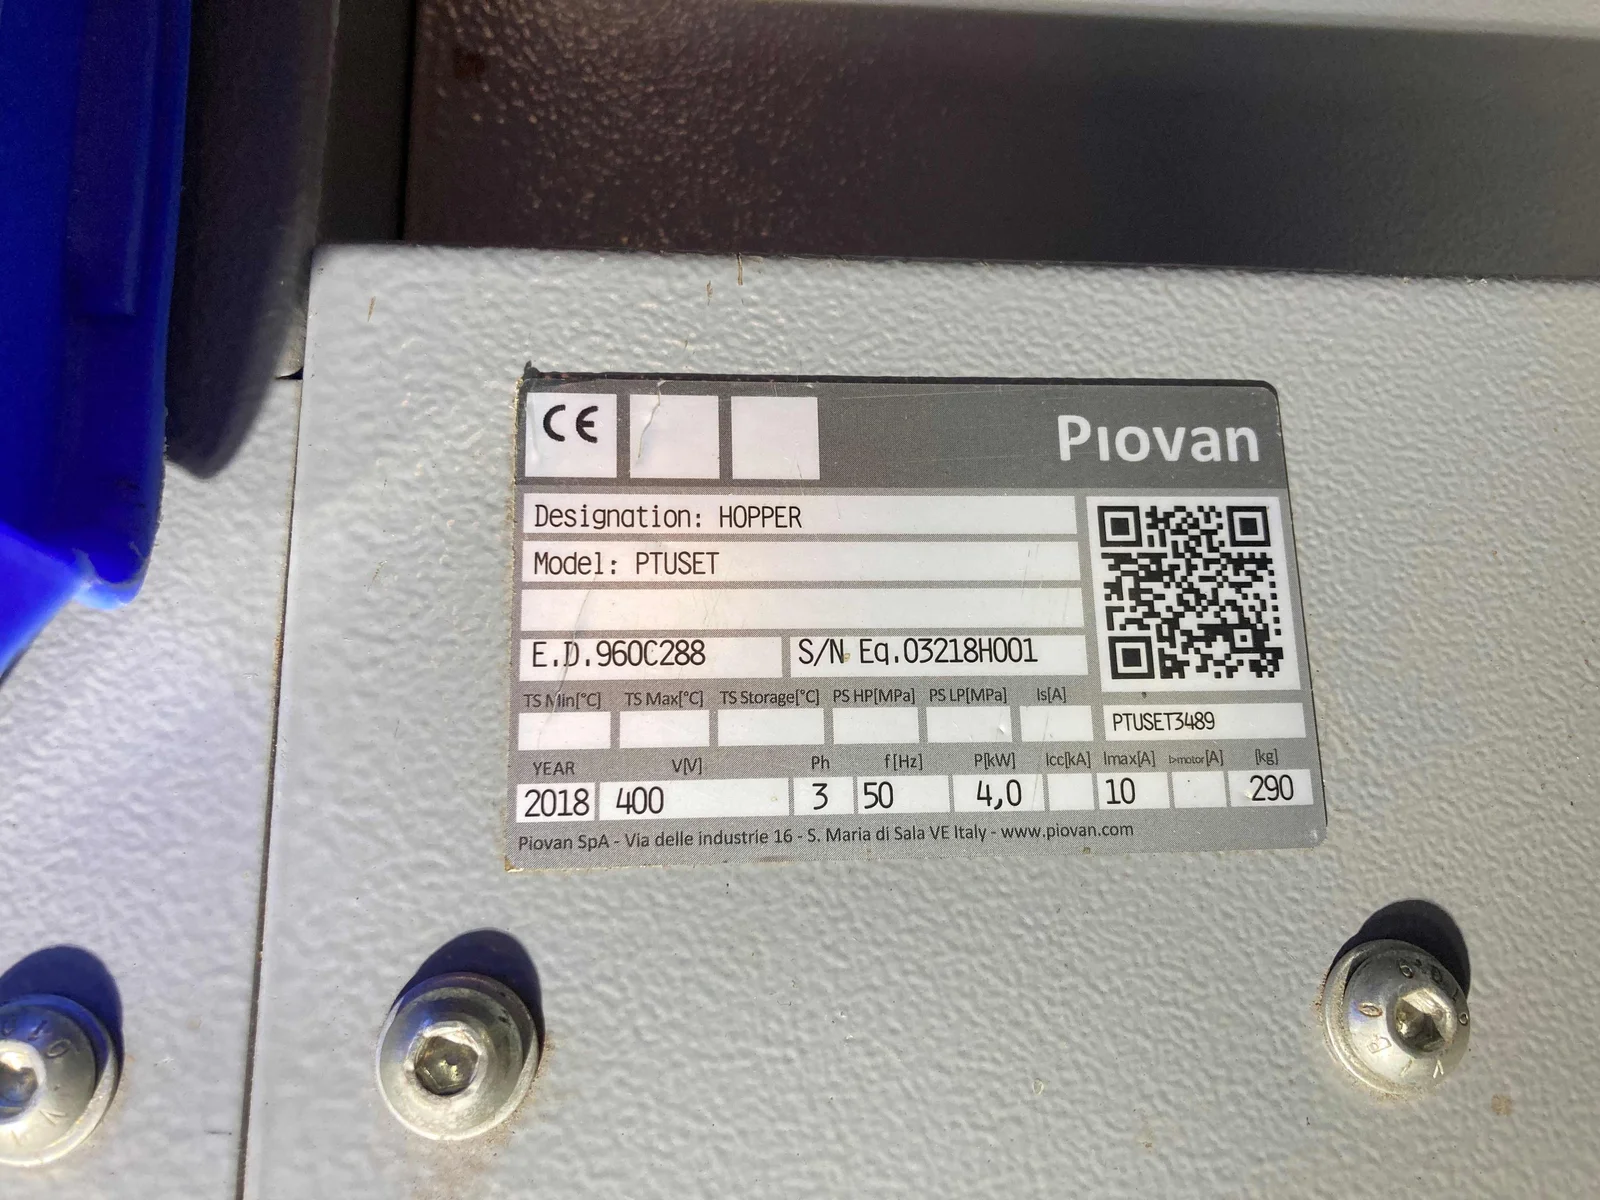 CE
Piovan
Designation: HOPPER
Model: PTUSET
E.D.960C288 S/N Eq.03218H001
TS Min[°C] TS Max[°C] TS Storage[°C] PS HP[MPa] PS LP[MPa] Is[A]
PTUSET3489
YEAR V[V] Ph f[Hz] P[kW] Icc[kA] Imax[A] I>motor[A] [kg]
2018 400 3 50 4,0 10 290
Piovan SpA - Via delle industrie 16 - S. Maria di Sala VE Italy - www.piovan.com